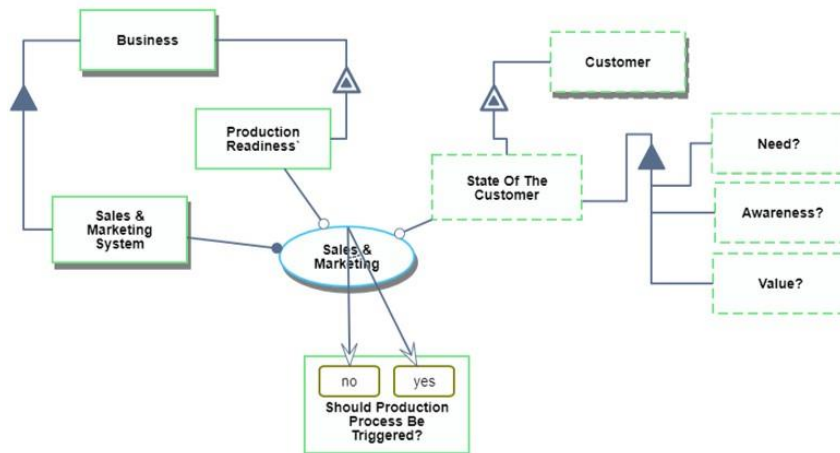 Business
Customer
Production
Readiness`
Need?
State Of The
Customer
Awareness?
Sales &
Marketing
System
Sales &
Marketing
Value?
no
yes
Should Production
Process Be
Triggered?